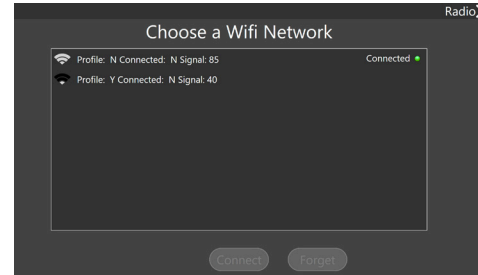 Radio
Choose a Wifi Network
Profile: N Connected: N Signal: 85 Connected
Profile: Y Connected: N Signal: 40
Connect Forget